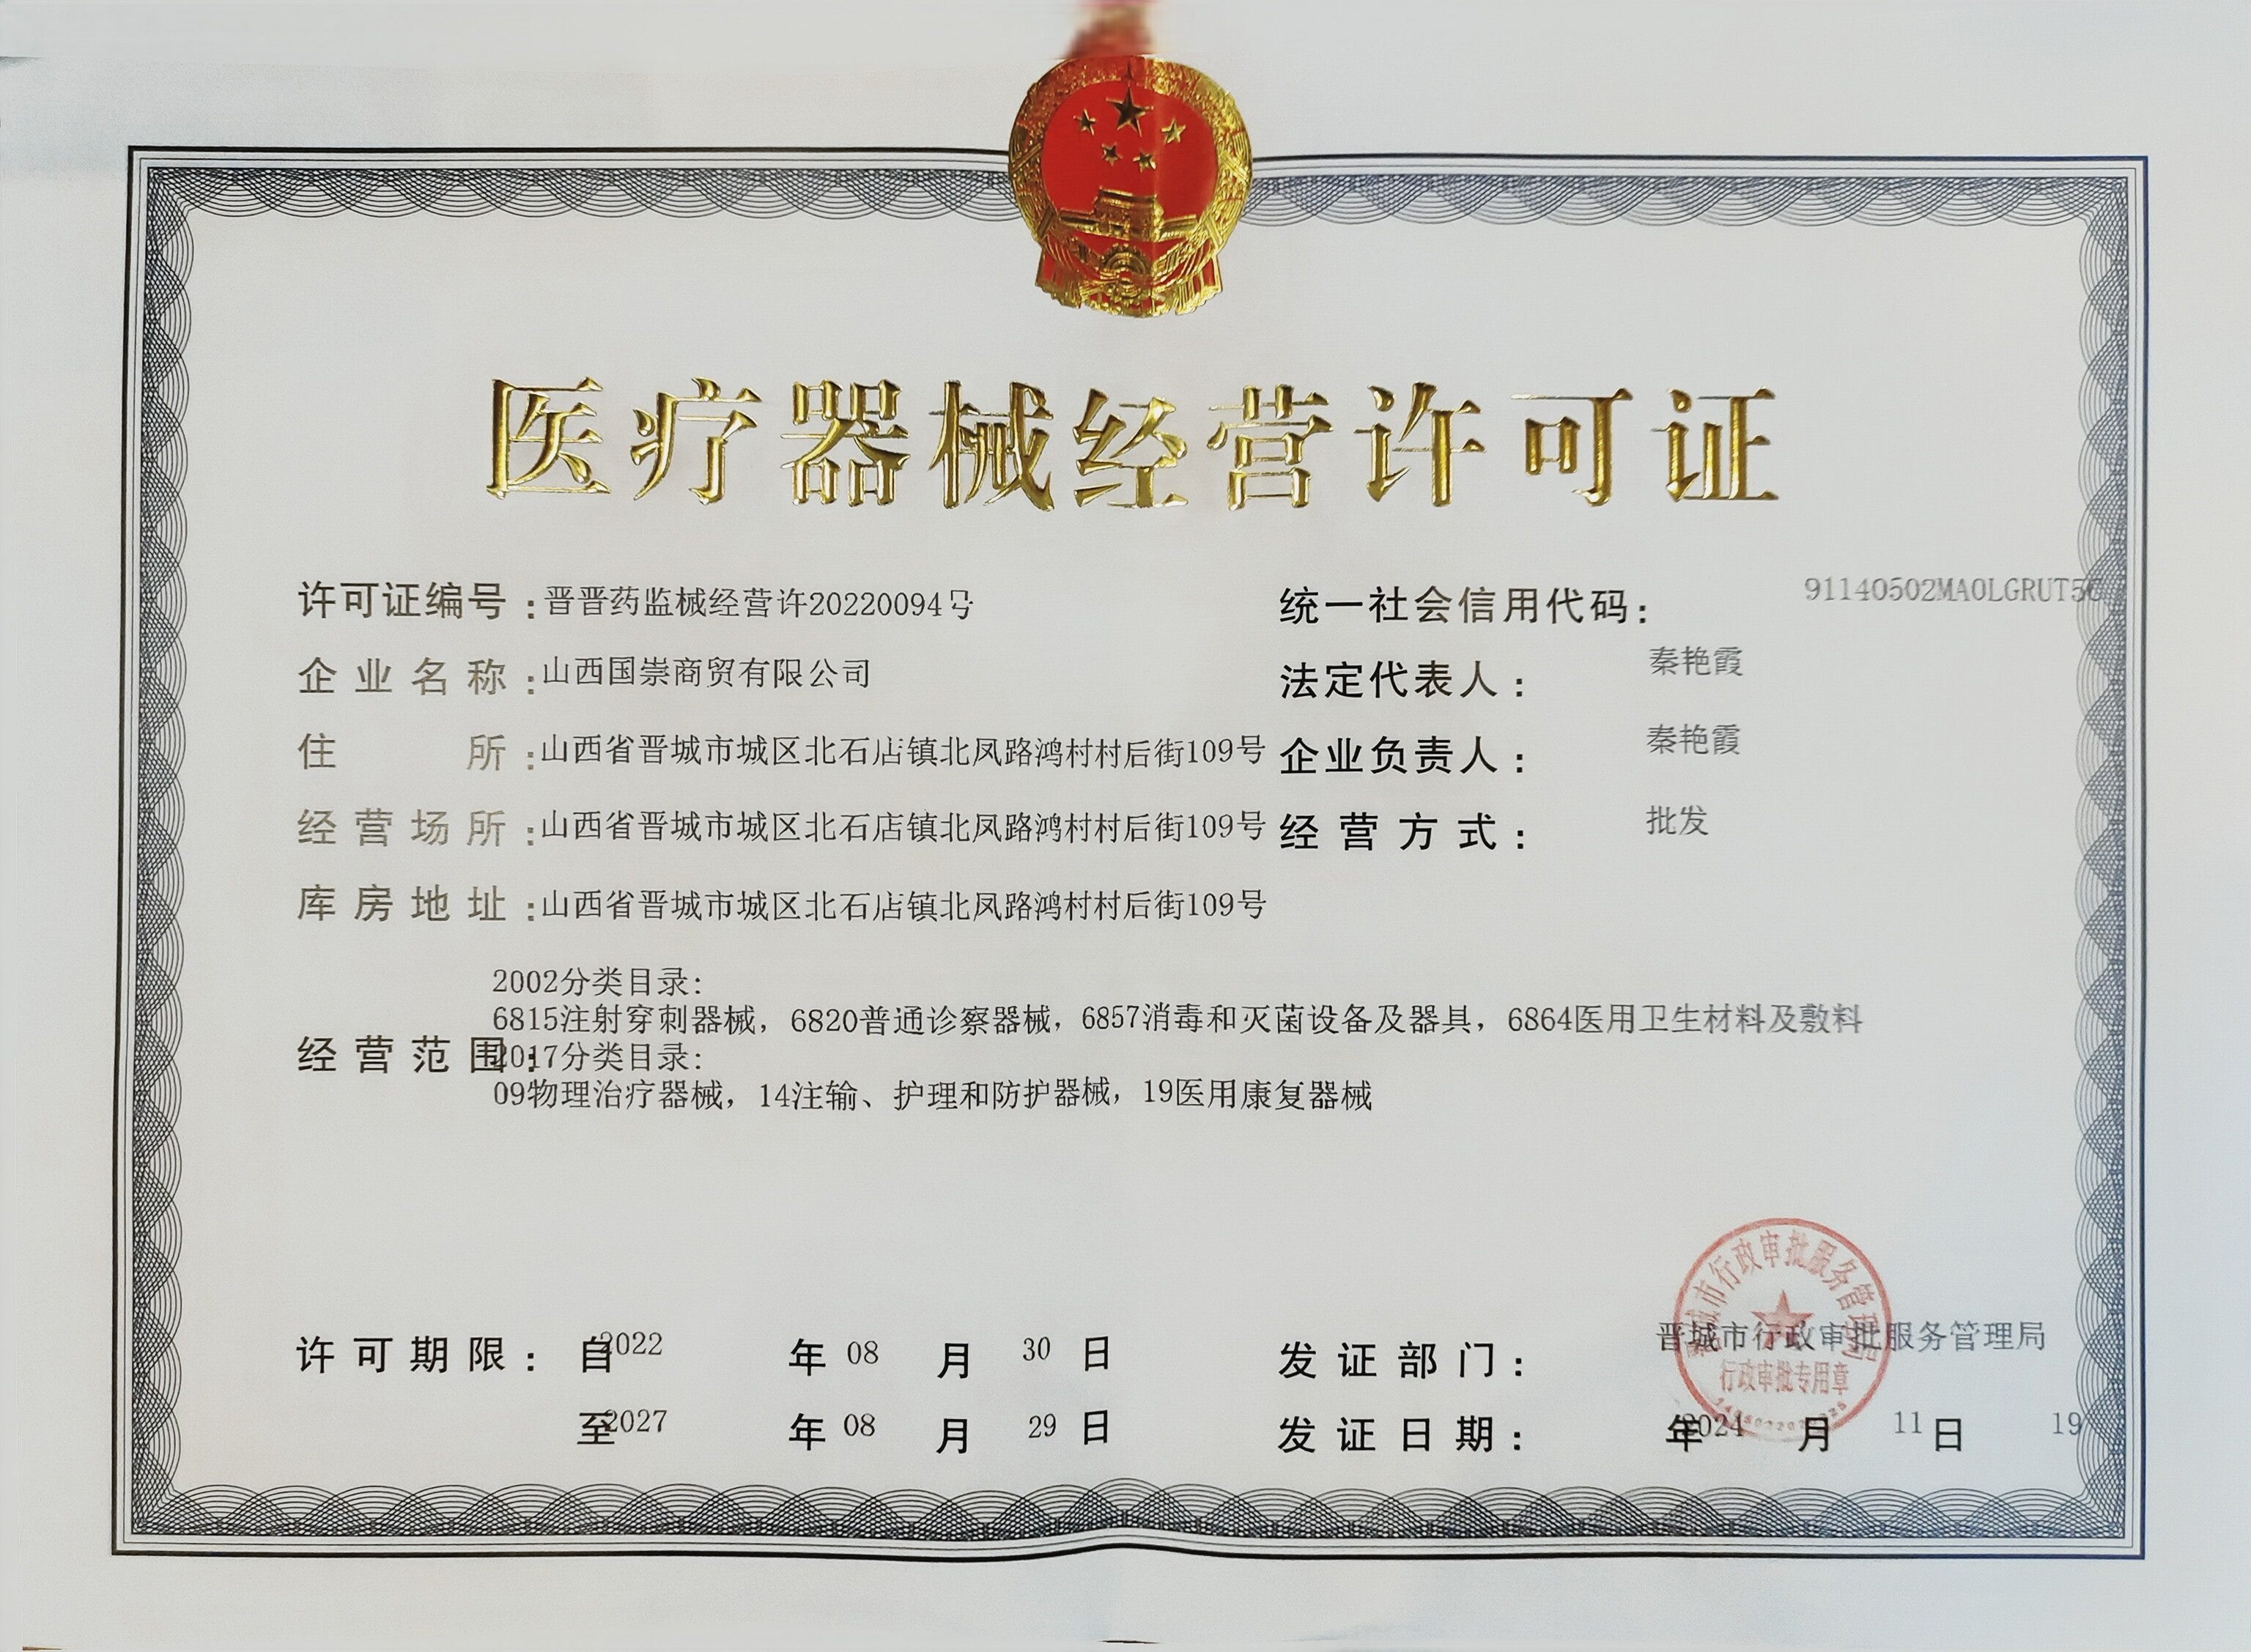 医疗器械经营许可证
许可证编号：晋晋药监械经营许20220094号
统一社会信用代码：91140502MA0LGRUT5C
企业名称：山西国崇商贸有限公司
法定代表人：秦艳霞
住所：山西省晋城市城区北石店镇北凤路鸿村村后街109号
企业负责人：秦艳霞
经营场所：山西省晋城市城区北石店镇北凤路鸿村村后街109号
经营方式：批发
库房地址：山西省晋城市城区北石店镇北凤路鸿村村后街109号
经营范围：
2002分类目录：
6815注射穿刺器械，6820普通诊察器械，6857消毒和灭菌设备及器具，6864医用卫生材料及敷料
2017分类目录：
09物理治疗器械，14注输、护理和防护器械，19医用康复器械
许可期限：自2022年08月30日
至2027年08月29日
发证部门：晋城市行政审批服务管理局
发证日期：2024年11月19日
晋城市行政审批服务管理局
行政审批专用章